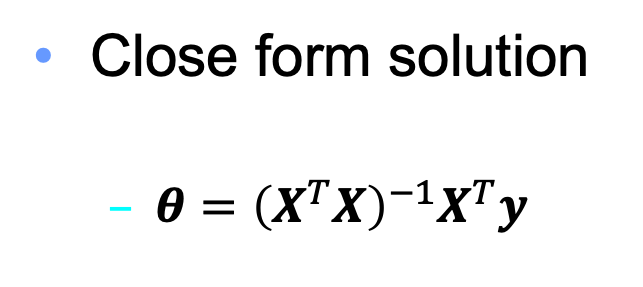 • Close form solution
– 𝜽 = (𝑿ᵀ𝑿)⁻¹𝑿ᵀ𝒚